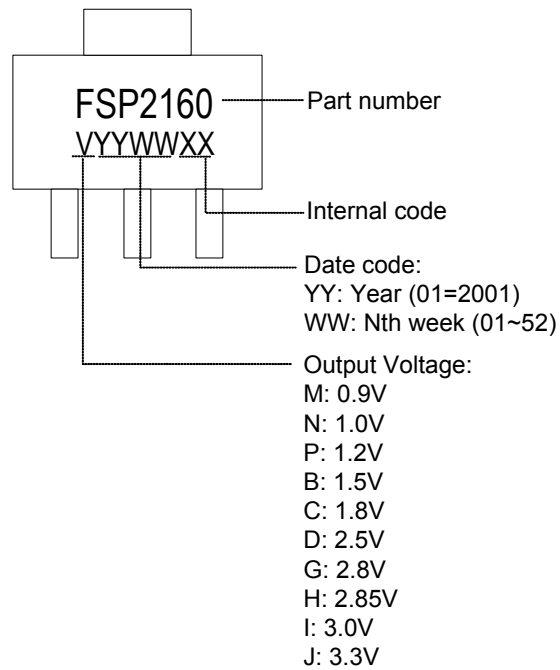 FSP2160
VYYWWXX
Part number
Internal code
Date code:
YY: Year (01=2001)
WW: Nth week (01~52)
Output Voltage:
M: 0.9V
N: 1.0V
P: 1.2V
B: 1.5V
C: 1.8V
D: 2.5V
G: 2.8V
H: 2.85V
I: 3.0V
J: 3.3V